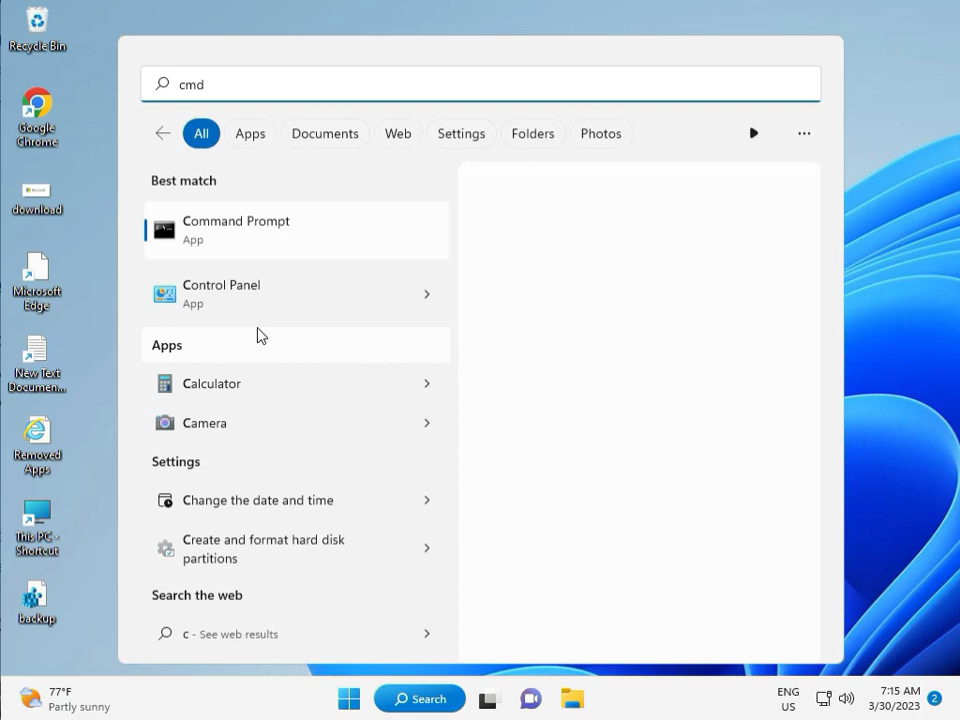 Recycle Bin
Google
Chrome
download
Microsoft
Edge
New Text
Documen...
Removed
Apps
This PC -
Shortcut
backup
cmd
All
Apps
Documents
Web
Settings
Folders
Photos
Best match
Command Prompt
App
Control Panel
App
Apps
Calculator
Camera
Settings
Change the date and time
Create and format hard disk
partitions
Search the web
c - See web results
77°F
Partly sunny
Search
ENG
US
7:15 AM
3/30/2023
2